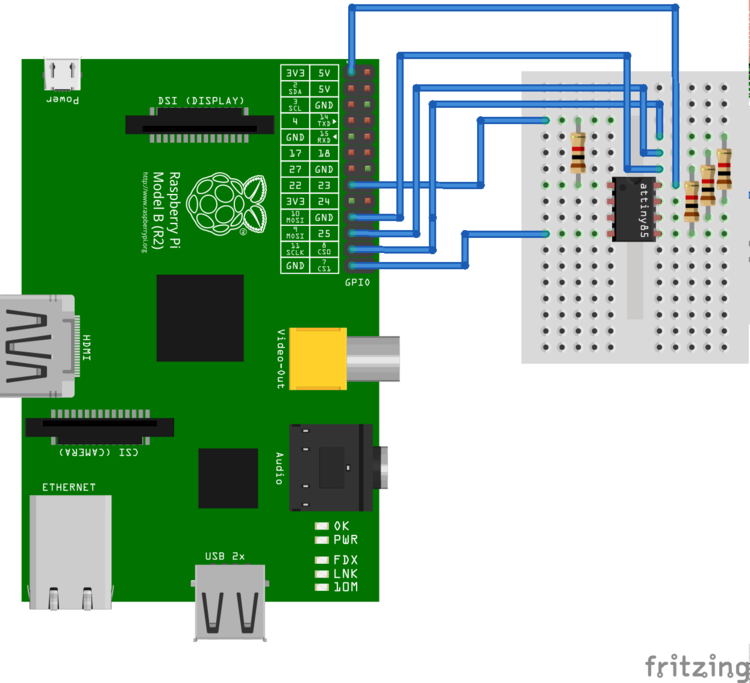 Power
DSI (DISPLAY)
3V3 5V
2 SDA 5V
3 SCL GND
4 14 TXD
GND 15 RXD
17 18
27 GND
22 23
3V3 24
10 MOSI GND
9 MOSI 25
11 SCLK 8 CS0
GND 7 CS1
GPIO
Raspberry Pi
Model B (R2)
http://www.raspberrypi.org
attiny85
HDMI
Video-Out
CSI (CAMERA)
Audio
ETHERNET
OK
PWR
FDX
LNK
10M
USB 2x
fritzing